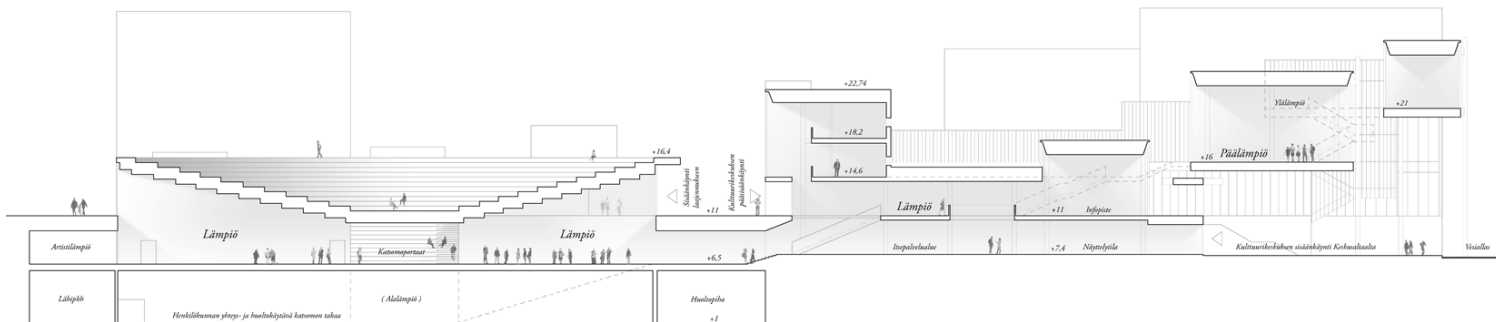 +22,74
+21
Ylälämpiö
+18,2
+16,4
+16
Päälämpiö
+14,6
Sisäänkäynti
laajennukseen
Kulttuurikeskuksen
pääsisäänkäynti
+11
Lämpiö
+11
Infopiste
Lämpiö
Lämpiö
Artistilämpiö
Katsomoportaat
+6,5
Itsepalvelualue
+7,4
Näyttelytila
Kulttuurikeskuksen sisäänkäynti Keskusaltaalta
Vesiallas
Lähipkh
( Alalämpiö )
Huoltopiha
+1
Henkilökunnan yhteys- ja huoltokäytävä katsomon takaa